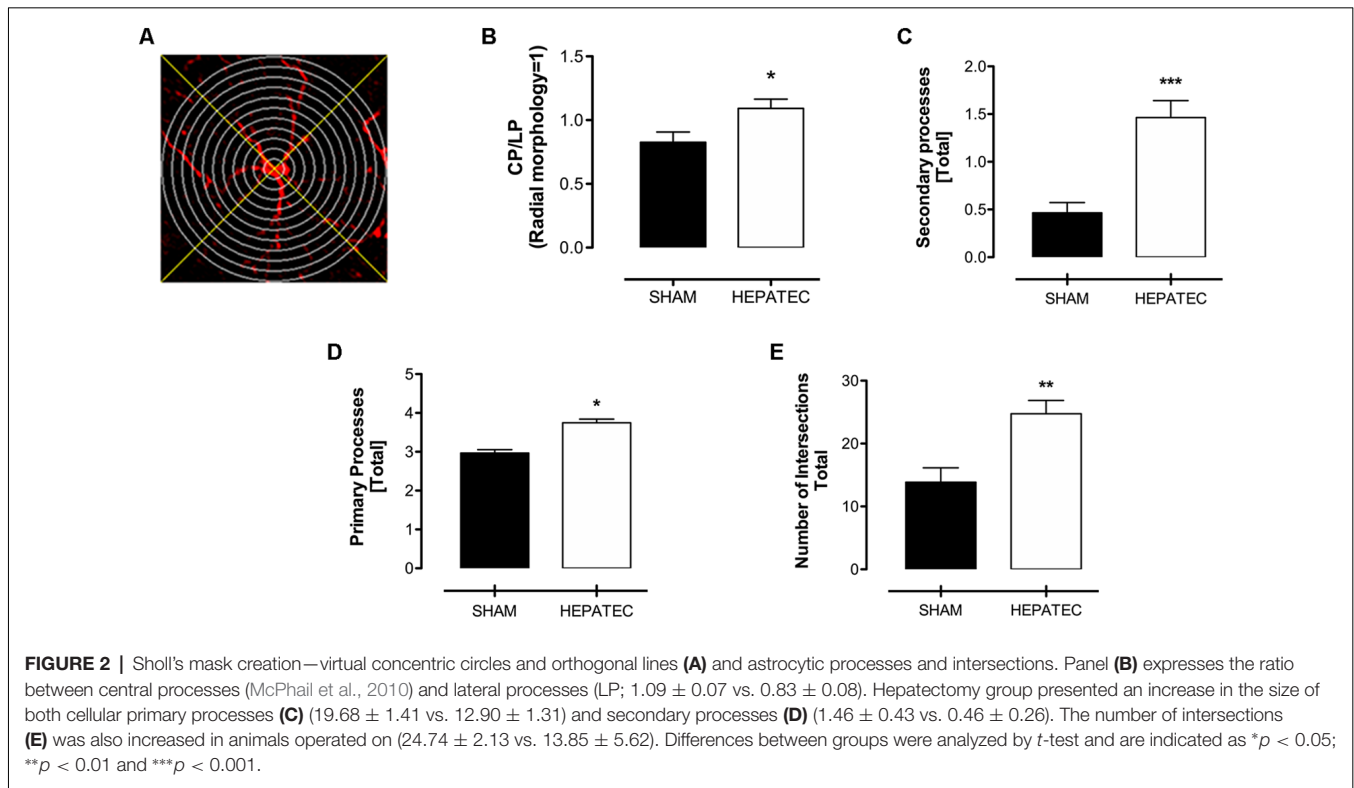 A
B
CP/LP
(Radial morphology=1)
1.5
1.0
0.5
0.0
*
SHAM HEPATEC
C
Secondary processes
[Total]
2.0
1.5
1.0
0.5
0.0
***
SHAM HEPATEC
D
Primary Processes
[Total]
5
4
3
2
1
0
*
SHAM HEPATEC
E
Number of Intersections
Total
30
20
10
0
**
SHAM HEPATEC
FIGURE 2 | Sholl's mask creation—virtual concentric circles and orthogonal lines (A) and astrocytic processes and intersections. Panel (B) expresses the ratio
between central processes (McPhail et al., 2010) and lateral processes (LP; 1.09 ± 0.07 vs. 0.83 ± 0.08). Hepatectomy group presented an increase in the size of
both cellular primary processes (C) (19.68 ± 1.41 vs. 12.90 ± 1.31) and secondary processes (D) (1.46 ± 0.43 vs. 0.46 ± 0.26). The number of intersections
(E) was also increased in animals operated on (24.74 ± 2.13 vs. 13.85 ± 5.62). Differences between groups were analyzed by t-test and are indicated as *p < 0.05;
**p < 0.01 and ***p < 0.001.